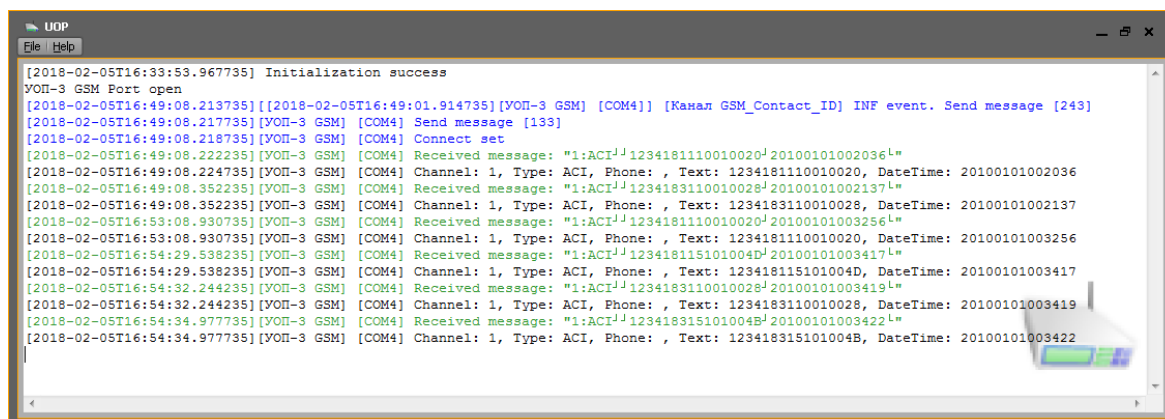 UOP
File Help
[2018-02-05T16:33:53.967735] Initialization success
УОП-3 GSM Port open
[2018-02-05T16:49:08.213735][[2018-02-05T16:49:01.914735][УОП-3 GSM] [COM4]] [Канал GSM_Contact_ID] INF event. Send message [243]
[2018-02-05T16:49:08.217735][УОП-3 GSM] [COM4] Send message [133]
[2018-02-05T16:49:08.218735][УОП-3 GSM] [COM4] Connect set
[2018-02-05T16:49:08.222235][УОП-3 GSM] [COM4] Received message: "1:ACI┘┘1234181110010020┘20100101002036└"
[2018-02-05T16:49:08.224735][УОП-3 GSM] [COM4] Channel: 1, Type: ACI, Phone: , Text: 1234181110010020, DateTime: 20100101002036
[2018-02-05T16:49:08.352235][УОП-3 GSM] [COM4] Received message: "1:ACI┘┘1234183110010028┘20100101002137└"
[2018-02-05T16:49:08.352235][УОП-3 GSM] [COM4] Channel: 1, Type: ACI, Phone: , Text: 1234183110010028, DateTime: 20100101002137
[2018-02-05T16:53:08.930735][УОП-3 GSM] [COM4] Received message: "1:ACI┘┘1234181110010020┘20100101003256└"
[2018-02-05T16:53:08.930735][УОП-3 GSM] [COM4] Channel: 1, Type: ACI, Phone: , Text: 1234181110010020, DateTime: 20100101003256
[2018-02-05T16:54:29.538235][УОП-3 GSM] [COM4] Received message: "1:ACI┘┘123418115101004D┘20100101003417└"
[2018-02-05T16:54:29.538235][УОП-3 GSM] [COM4] Channel: 1, Type: ACI, Phone: , Text: 123418115101004D, DateTime: 20100101003417
[2018-02-05T16:54:32.244235][УОП-3 GSM] [COM4] Received message: "1:ACI┘┘1234183110010028┘20100101003419└"
[2018-02-05T16:54:32.244235][УОП-3 GSM] [COM4] Channel: 1, Type: ACI, Phone: , Text: 1234183110010028, DateTime: 20100101003419
[2018-02-05T16:54:34.977735][УОП-3 GSM] [COM4] Received message: "1:ACI┘┘123418315101004B┘20100101003422└"
[2018-02-05T16:54:34.977735][УОП-3 GSM] [COM4] Channel: 1, Type: ACI, Phone: , Text: 123418315101004B, DateTime: 20100101003422